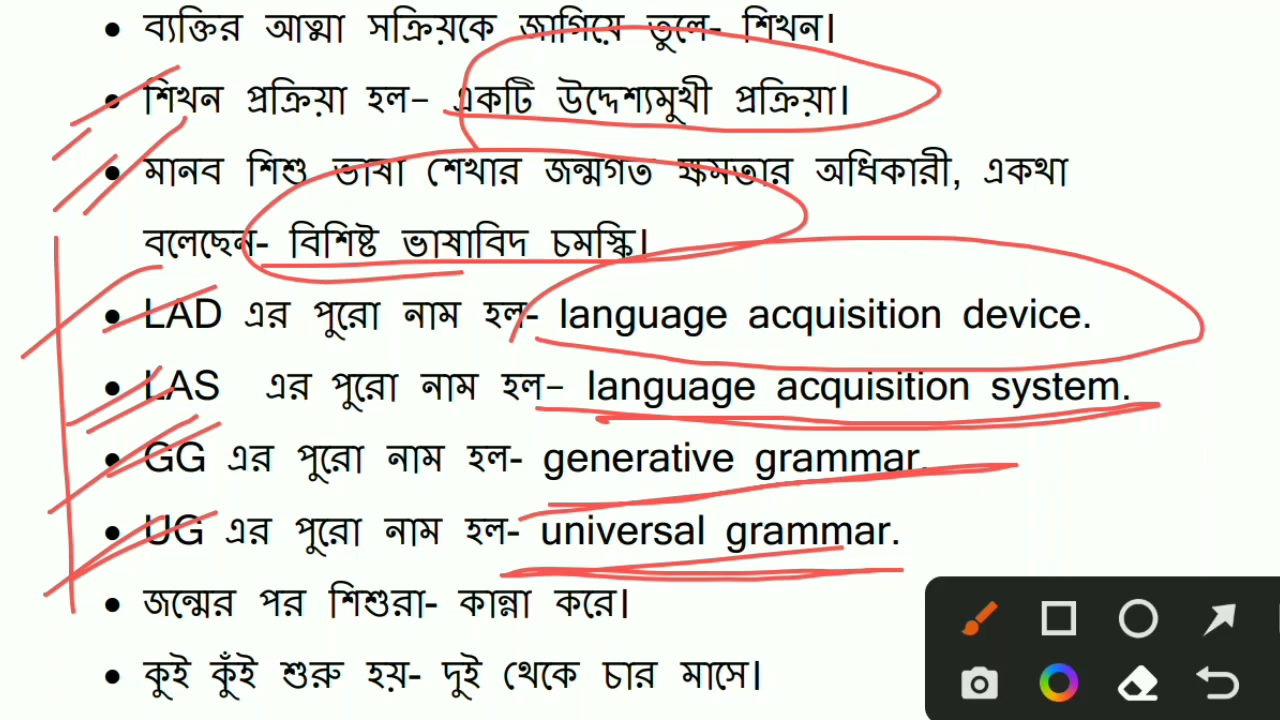 • ব্যক্তির আত্মা সক্রিয়কে জাগিয়ে তুলে- শিখন।
• শিখন প্রক্রিয়া হল– একটি উদ্দেশ্যমুখী প্রক্রিয়া।
• মানব শিশু ভাষা শেখার জন্মগত ক্ষমতার অধিকারী, একথা
বলেছেন- বিশিষ্ট ভাষাবিদ চমস্কি।
• LAD এর পুরো নাম হল- language acquisition device.
• LAS এর পুরো নাম হল– language acquisition system.
• GG এর পুরো নাম হল- generative grammar.
• UG এর পুরো নাম হল- universal grammar.
• জন্মের পর শিশুরা- কান্না করে।
• কুই কুঁই শুরু হয়- দুই থেকে চার মাসে।